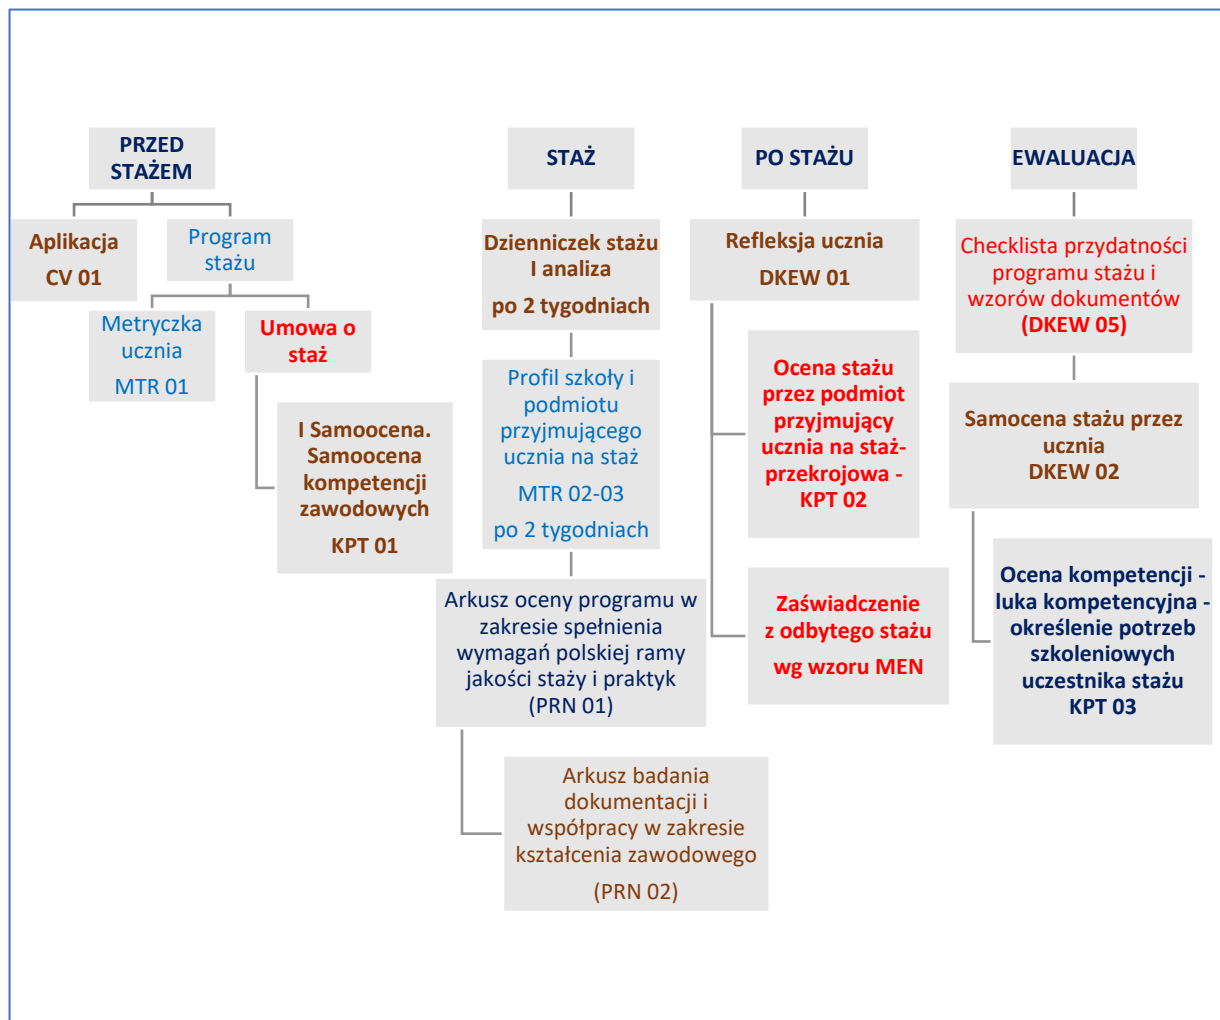 PRZED
STAŻEM
Aplikacja
CV 01
Program
stażu
Metryczka
ucznia
MTR 01
Umowa o
staż
I Samoocena.
Samoocena
kompetencji
zawodowych
KPT 01
STAŻ
Dzienniczek stażu
I analiza
po 2 tygodniach
Profil szkoły i
podmiotu
przyjmującego
ucznia na staż
MTR 02-03
po 2 tygodniach
Arkusz oceny programu w
zakresie spełnienia
wymagań polskiej ramy
jakości staży i praktyk
(PRN 01)
Arkusz badania
dokumentacji i
współpracy w zakresie
kształcenia zawodowego
(PRN 02)
PO STAŻU
Refleksja ucznia
DKEW 01
Ocena stażu
przez podmiot
przyjmujący
ucznia na staż-
przekrojowa -
KPT 02
Zaświadczenie
z odbytego stażu
wg wzoru MEN
EWALUACJA
Checklista przydatności
programu stażu i
wzorów dokumentów
(DKEW 05)
Samocena stażu przez
ucznia
DKEW 02
Ocena kompetencji -
luka kompetencyjna -
określenie potrzeb
szkoleniowych
uczestnika stażu
KPT 03